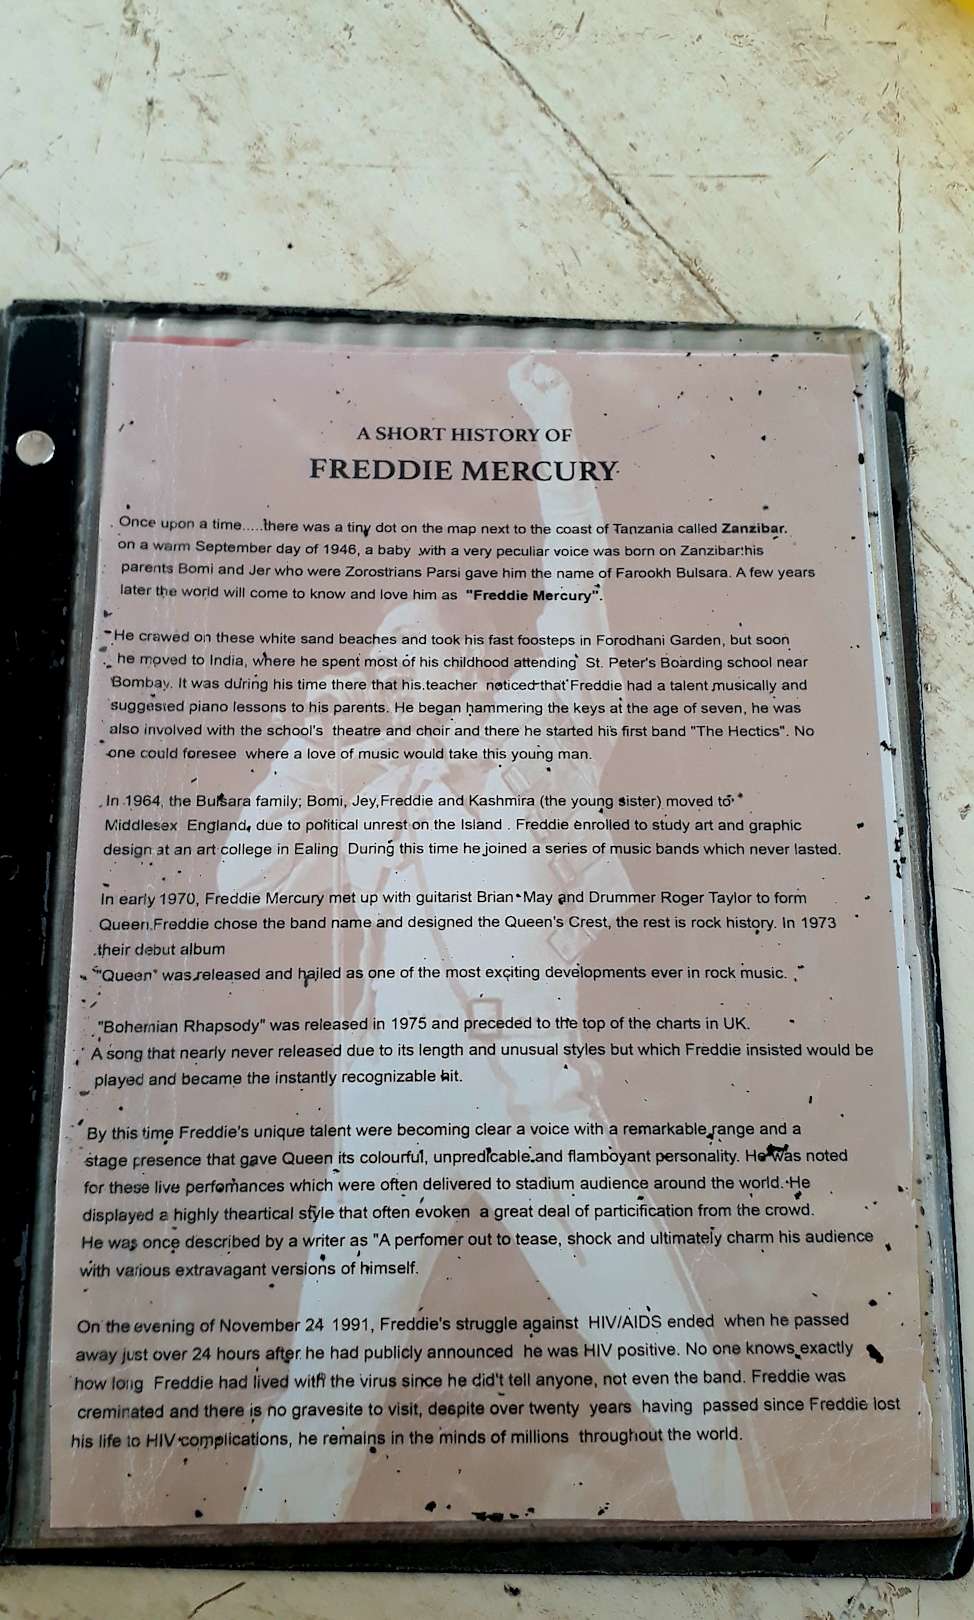 A SHORT HISTORY OF
FREDDIE MERCURY
Once upon a time.....there was a tiny dot on the map next to the coast of Tanzania called Zanzibar.
on a warm September day of 1946, a baby with a very peculiar voice was born on Zanzibar:his
parents Bomi and Jer who were Zorostrians Parsi gave him the name of Farookh Bulsara. A few years
later the world will come to know and love him as "Freddie Mercury".
He crawed on these white sand beaches and took his fast foosteps in Forodhani Garden, but soon
he moved to India, where he spent most of his childhood attending St. Peter's Boarding school near
Bombay. It was during his time there that his teacher noticed that Freddie had a talent musically and
suggested piano lessons to his parents. He began hammering the keys at the age of seven, he was
also involved with the school's theatre and choir and there he started his first band "The Hectics". No
one could foresee where a love of music would take this young man.
In 1964, the Bulsara family; Bomi, Jey,Freddie and Kashmira (the young sister) moved to
Middlesex England, due to political unrest on the Island . Freddie enrolled to study art and graphic
design at an art college in Ealing During this time he joined a series of music bands which never lasted.
In early 1970, Freddie Mercury met up with guitarist Brian May and Drummer Roger Taylor to form
Queen.Freddie chose the band name and designed the Queen's Crest, the rest is rock history. In 1973
their debut album
"Queen" was released and hailed as one of the most exciting developments ever in rock music.
"Bohemian Rhapsody" was released in 1975 and preceded to the top of the charts in UK.
A song that nearly never released due to its length and unusual styles but which Freddie insisted would be
played and became the instantly recognizable hit.
By this time Freddie's unique talent were becoming clear a voice with a remarkable range and a
stage presence that gave Queen its colourful, unpredicable and flamboyant personality. He was noted
for these live perfomances which were often delivered to stadium audience around the world. He
displayed a highly theartical style that often evoken a great deal of particification from the crowd.
He was once described by a writer as "A perfomer out to tease, shock and ultimately charm his audience
with various extravagant versions of himself.
On the evening of November 24 1991, Freddie's struggle against HIV/AIDS ended when he passed
away just over 24 hours after he had publicly announced he was HIV positive. No one knows exactly
how long Freddie had lived with the virus since he did't tell anyone, not even the band. Freddie was
creminated and there is no gravesite to visit, despite over twenty years having passed since Freddie lost
his life to HIV complications, he remains in the minds of millions throughout the world.